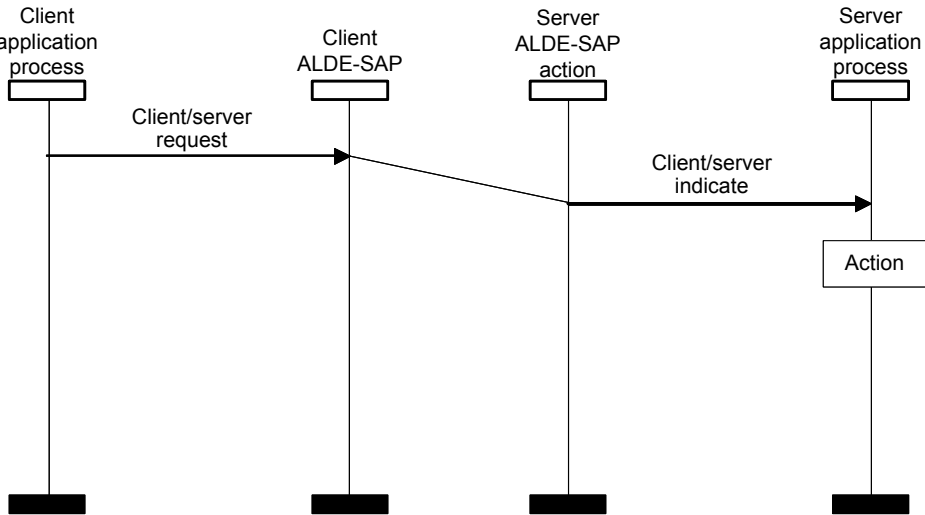 Client
application
process
Client
ALDE-SAP
Server
ALDE-SAP
action
Server
application
process
Client/server
request
Client/server
indicate
Action